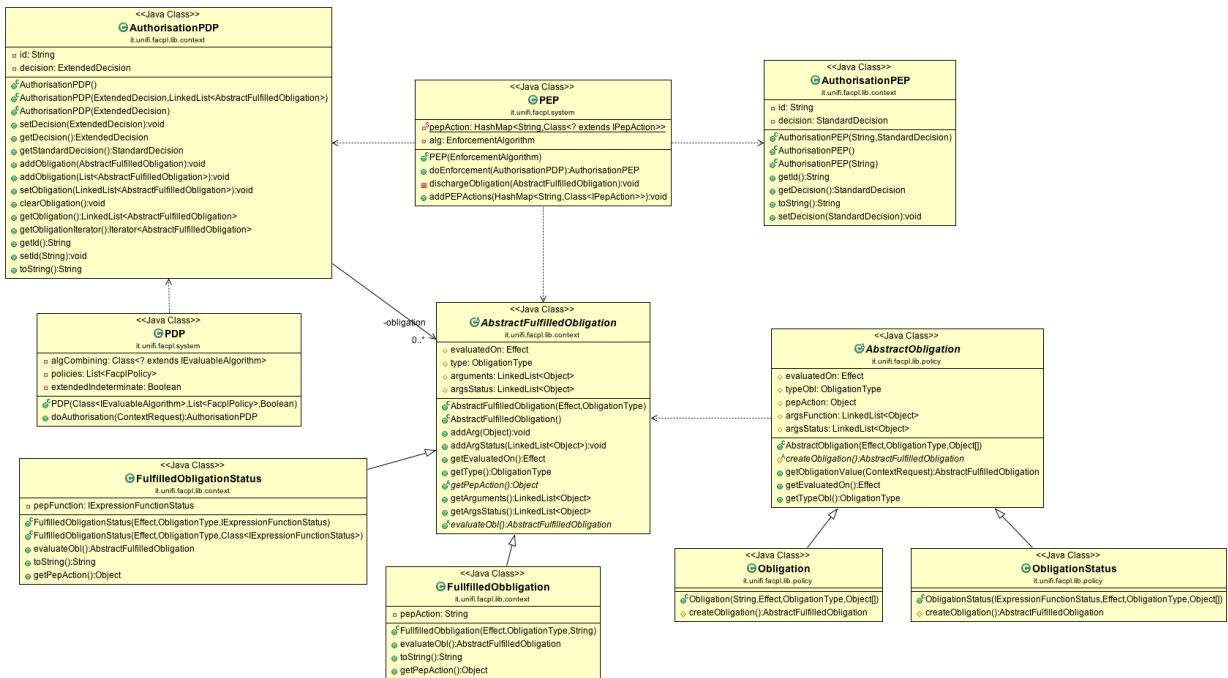 <<Java Class>>
AuthorisationPDP
it.unifi.facpl.lib.context
id: String
decision: ExtendedDecision
AuthorisationPDP()
AuthorisationPDP(ExtendedDecision,LinkedList<AbstractFulfilledObligation>)
AuthorisationPDP(ExtendedDecision)
setDecision(ExtendedDecision):void
getDecision():ExtendedDecision
getStandardDecision():StandardDecision
addObligation(AbstractFulfilledObligation):void
addObligation(List<AbstractFulfilledObligation>):void
setObligation(LinkedList<AbstractFulfilledObligation>):void
clearObligation():void
getObligation():LinkedList<AbstractFulfilledObligation>
getObligationIterator():Iterator<AbstractFulfilledObligation>
getId():String
setId(String):void
toString():String
<<Java Class>>
PEP
it.unifi.facpl.system
pepAction: HashMap<String,Class<? extends IPepAction>>
alg: EnforcementAlgorithm
PEP(EnforcementAlgorithm)
doEnforcement(AuthorisationPDP):AuthorisationPEP
dischargeObligation(AbstractFulfilledObligation):void
addPEPActions(HashMap<String,Class<IPepAction>>):void
<<Java Class>>
AuthorisationPEP
it.unifi.facpl.lib.context
id: String
decision: StandardDecision
AuthorisationPEP(String,StandardDecision)
AuthorisationPEP()
AuthorisationPEP(String)
getId():String
getDecision():StandardDecision
toString():String
setDecision(StandardDecision):void
<<Java Class>>
PDP
it.unifi.facpl.system
algCombining: Class<? extends IEvaluableAlgorithm>
policies: List<FacplPolicy>
extendedIndeterminate: Boolean
PDP(Class<IEvaluableAlgorithm>,List<FacplPolicy>,Boolean)
doAuthorisation(ContextRequest):AuthorisationPDP
-obligation
0..*
<<Java Class>>
AbstractFulfilledObligation
it.unifi.facpl.lib.context
evaluatedOn: Effect
type: ObligationType
arguments: LinkedList<Object>
argsStatus: LinkedList<Object>
AbstractFulfilledObligation(Effect,ObligationType)
AbstractFulfilledObligation()
addArg(Object):void
addArgStatus(LinkedList<Object>):void
getEvaluatedOn():Effect
getType():ObligationType
getPepAction():Object
getArguments():LinkedList<Object>
getArgsStatus():LinkedList<Object>
evaluateObl():AbstractFulfilledObligation
<<Java Class>>
AbstractObligation
it.unifi.facpl.lib.policy
evaluatedOn: Effect
typeObl: ObligationType
pepAction: Object
argsFunction: LinkedList<Object>
argsStatus: LinkedList<Object>
AbstractObligation(Effect,ObligationType,Object[])
createObligation():AbstractFulfilledObligation
getObligationValue(ContextRequest):AbstractFulfilledObligation
getEvaluatedOn():Effect
getTypeObl():ObligationType
<<Java Class>>
FulfilledObligationStatus
it.unifi.facpl.lib.context
pepFunction: IExpressionFunctionStatus
FulfilledObligationStatus(Effect,ObligationType,IExpressionFunctionStatus)
FulfilledObligationStatus(Effect,ObligationType,Class<IExpressionFunctionStatus>)
evaluateObl():AbstractFulfilledObligation
toString():String
getPepAction():Object
<<Java Class>>
FullfilledObbligation
it.unifi.facpl.lib.context
pepAction: String
FullfilledObbligation(Effect,ObligationType,String)
evaluateObl():AbstractFulfilledObligation
toString():String
getPepAction():Object
<<Java Class>>
Obligation
it.unifi.facpl.lib.policy
Obligation(String,Effect,ObligationType,Object[])
createObligation():AbstractFulfilledObligation
<<Java Class>>
ObligationStatus
it.unifi.facpl.lib.policy
ObligationStatus(IExpressionFunctionStatus,Effect,ObligationType,Object[])
createObligation():AbstractFulfilledObligation